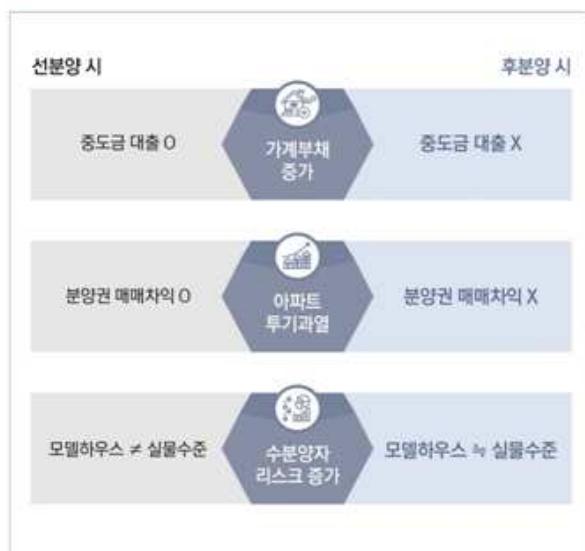 선분양 시
후분양 시
중도금 대출 O
가계부채
증가
중도금 대출 X
분양권 매매차익 O
아파트
투기과열
분양권 매매차익 X
모델하우스 ≠ 실물수준
수분양자
리스크 증가
모델하우스 ≒ 실물수준